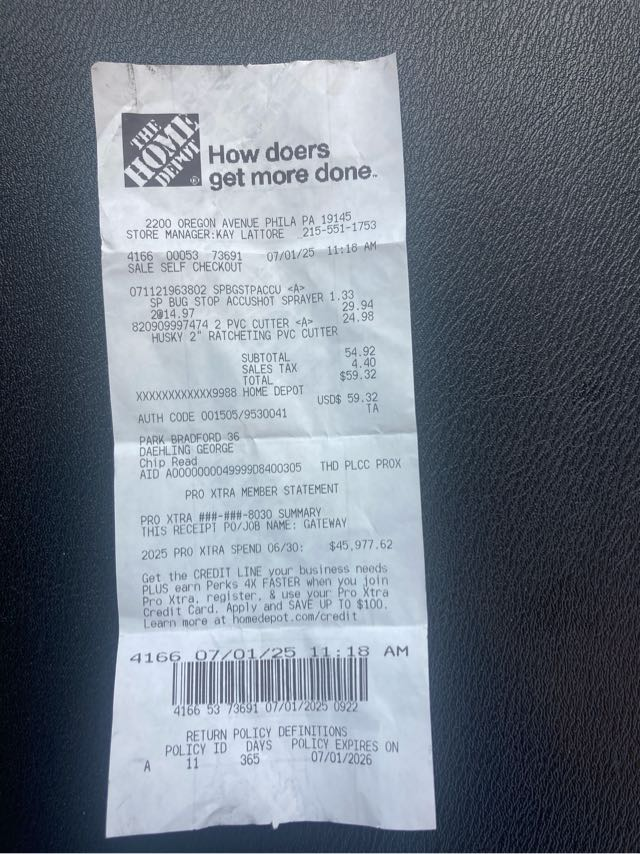 THE
HOME
DEPOT
®
How doers
get more done.™
2200 OREGON AVENUE PHILA PA 19145
STORE MANAGER:KAY LATTORE 215-551-1753
4166 00053 73691 07/01/25 11:18 AM
SALE SELF CHECKOUT
071121963802 SPBGSTPACCU <A>
SP BUG STOP ACCUSHOT SPRAYER 1.33
2@14.97 29.94
820909997474 2 PVC CUTTER <A> 24.98
HUSKY 2" RATCHETING PVC CUTTER
SUBTOTAL 54.92
SALES TAX 4.40
TOTAL $59.32
XXXXXXXXXXXX9988 HOME DEPOT
USD$ 59.32
AUTH CODE 001505/9530041 TA
PARK BRADFORD 36
DAEHLING GEORGE
Chip Read
AID A0000000049999D8400305 THD PLCC PROX
PRO XTRA MEMBER STATEMENT
PRO XTRA ###-###-8030 SUMMARY
THIS RECEIPT PO/JOB NAME: GATEWAY
2025 PRO XTRA SPEND 06/30: $45,977.62
Get the CREDIT LINE your business needs
PLUS earn Perks 4X FASTER when you join
Pro Xtra, register, & use your Pro Xtra
Credit Card. Apply and SAVE UP TO $100.
Learn more at homedepot.com/credit
4166 07/01/25 11:18 AM
4166 53 73691 07/01/2025 0922
RETURN POLICY DEFINITIONS
POLICY ID DAYS POLICY EXPIRES ON
A 11 365 07/01/2026